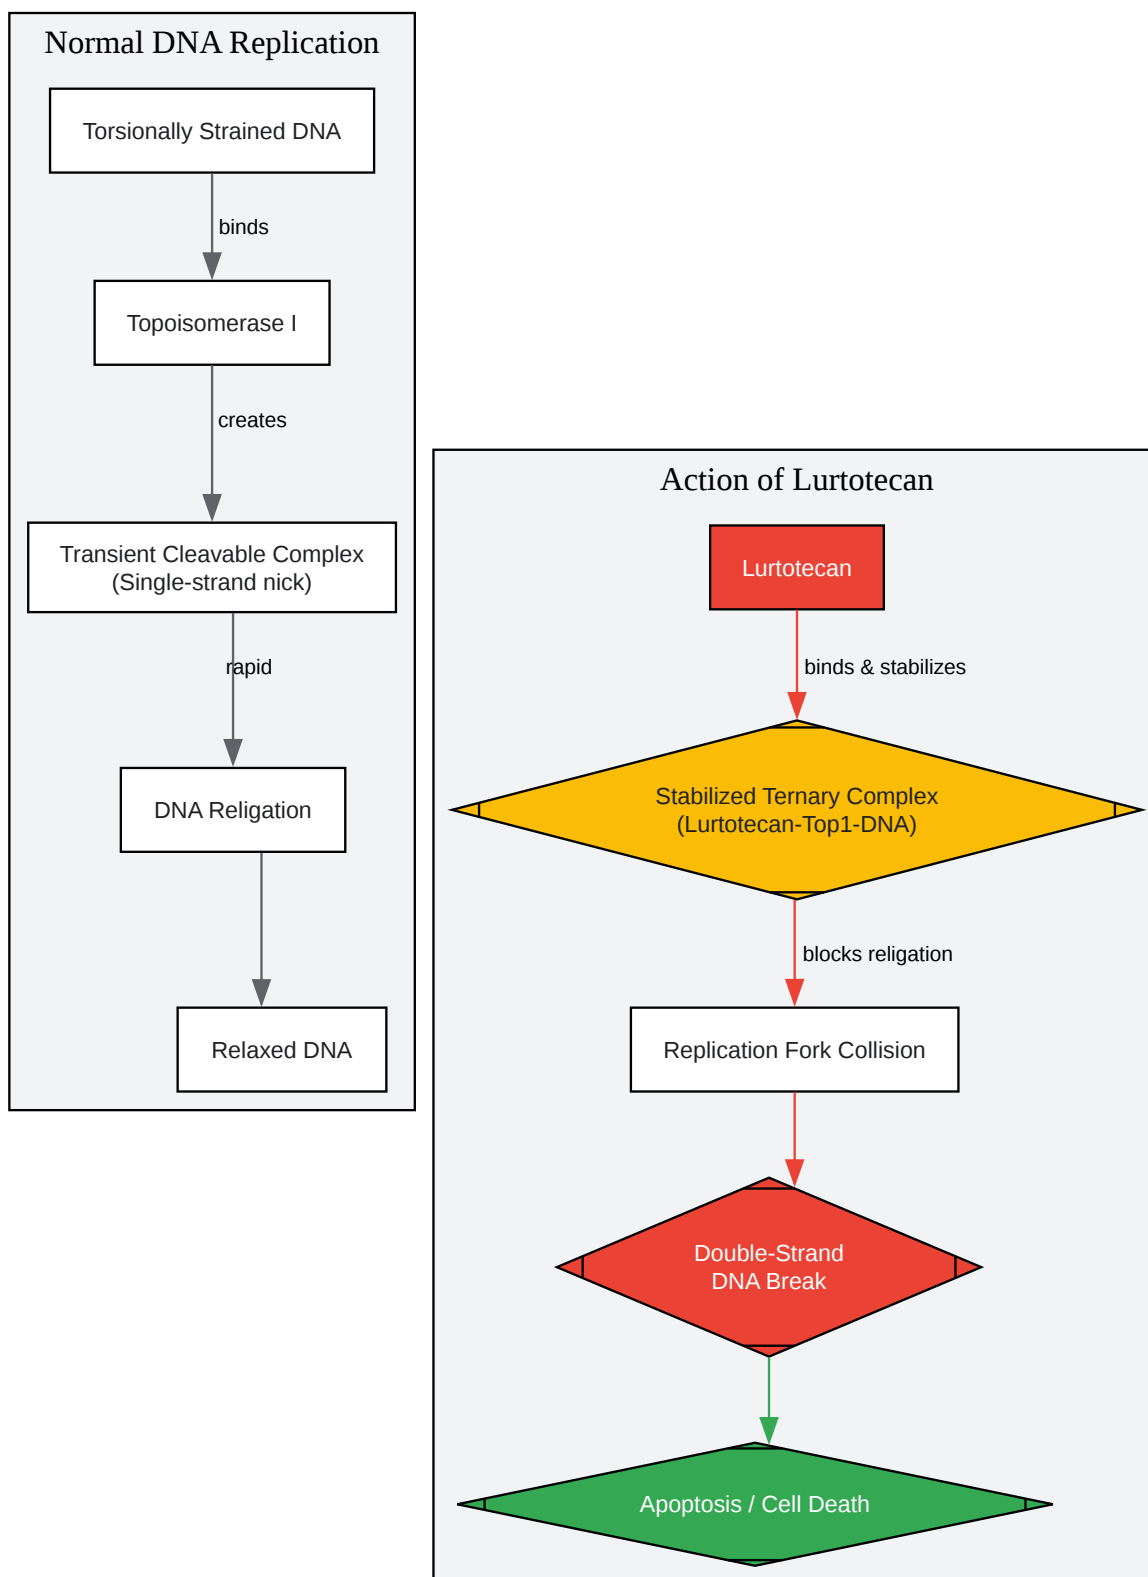 Normal DNA Replication
Torsionally Strained DNA
binds
Topoisomerase I
creates
Transient Cleavable Complex
(Single-strand nick)
rapid
DNA Religation
Relaxed DNA
Action of Lurtotecan
Lurtotecan
binds & stabilizes
Stabilized Ternary Complex
(Lurtotecan-Top1-DNA)
blocks religation
Replication Fork Collision
Double-Strand
DNA Break
Apoptosis / Cell Death